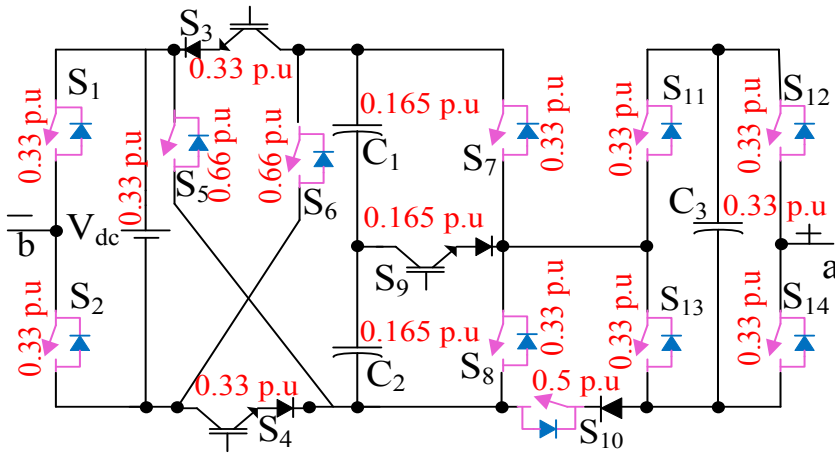 S3
0.33 p.u
S1
0.33 p.u
0.33 p.u
S5
0.66 p.u
0.66 p.u
S6
0.165 p.u
C1
S7
0.33 p.u
S11
0.33 p.u
S12
0.33 p.u
b
Vdc
0.165 p.u
S9
C3
0.33 p.u
+
a
S2
0.33 p.u
0.165 p.u
C2
S8
0.33 p.u
S13
0.33 p.u
S14
0.33 p.u
0.33 p.u
S4
0.5 p.u
S10